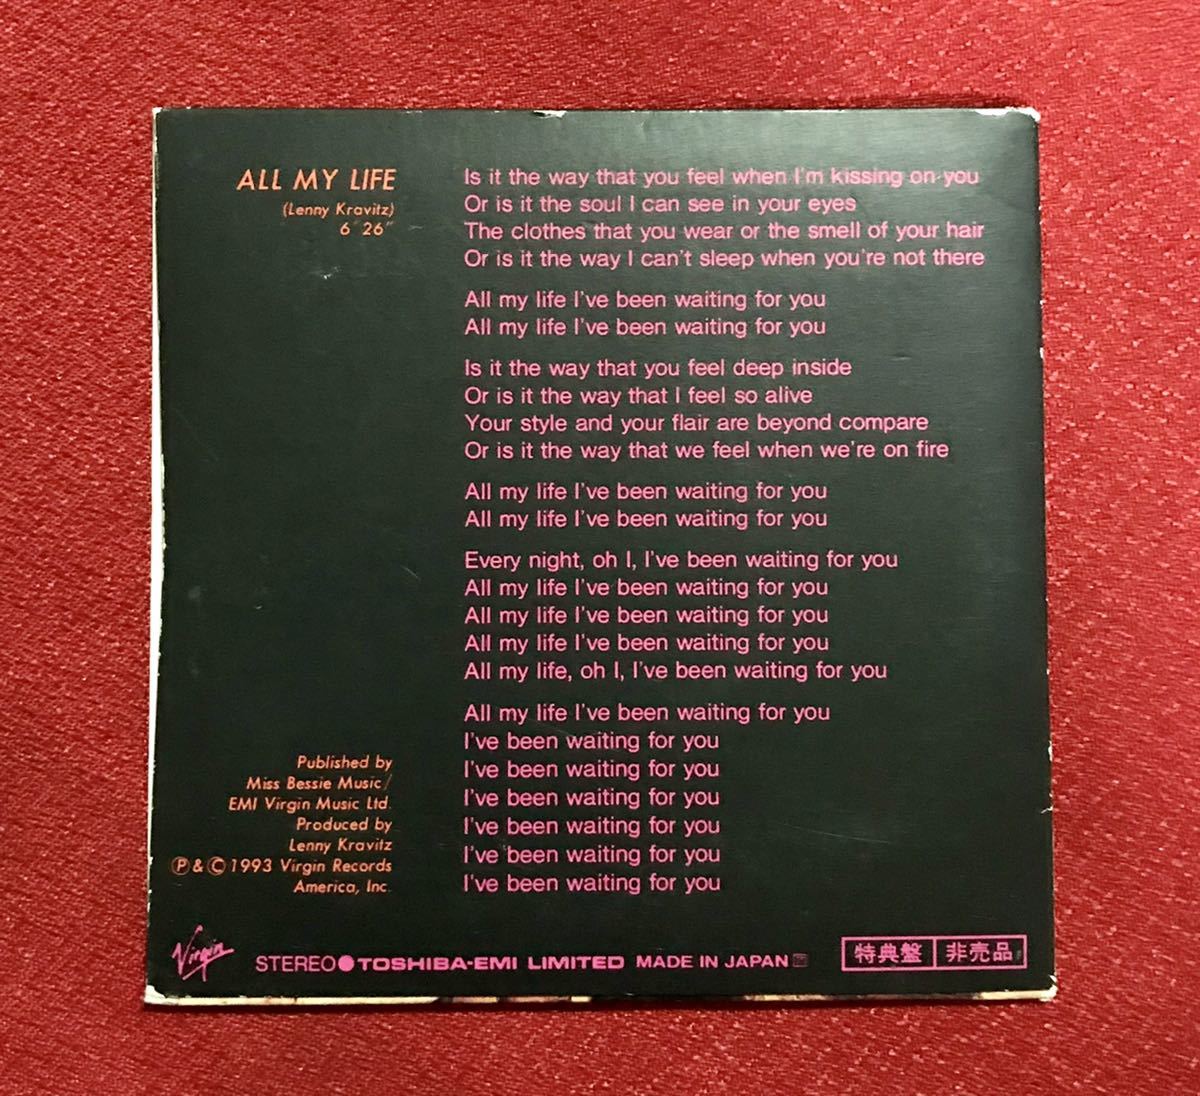 ALL MY LIFE
(Lenny Kravitz)
6" 26"
Is it the way that you feel when I'm kissing on you
Or is it the soul I can see in your eyes
The clothes that you wear or the smell of your hair
Or is it the way I can't sleep when you're not there
All my life I've been waiting for you
All my life I've been waiting for you
Is it the way that you feel deep inside
Or is it the way that I feel so alive
Your style and your flair are beyond compare
Or is it the way that we feel when we're on fire
All my life I've been waiting for you
All my life I've been waiting for you
Every night, oh I, I've been waiting for you
All my life I've been waiting for you
All my life I've been waiting for you
All my life I've been waiting for you
All my life, oh I, I've been waiting for you
All my life I've been waiting for you
I've been waiting for you
I've been waiting for you
I've been waiting for you
I've been waiting for you
I've been waiting for you
I've been waiting for you
Published by
Miss Bessie Music/
EMI Virgin Music Ltd.
Produced by
Lenny Kravitz
Ⓟ&Ⓒ1993 Virgin Records
America, Inc.
Virgin
STEREO●TOSHIBA-EMI LIMITED MADE IN JAPAN
特典盤 非売品